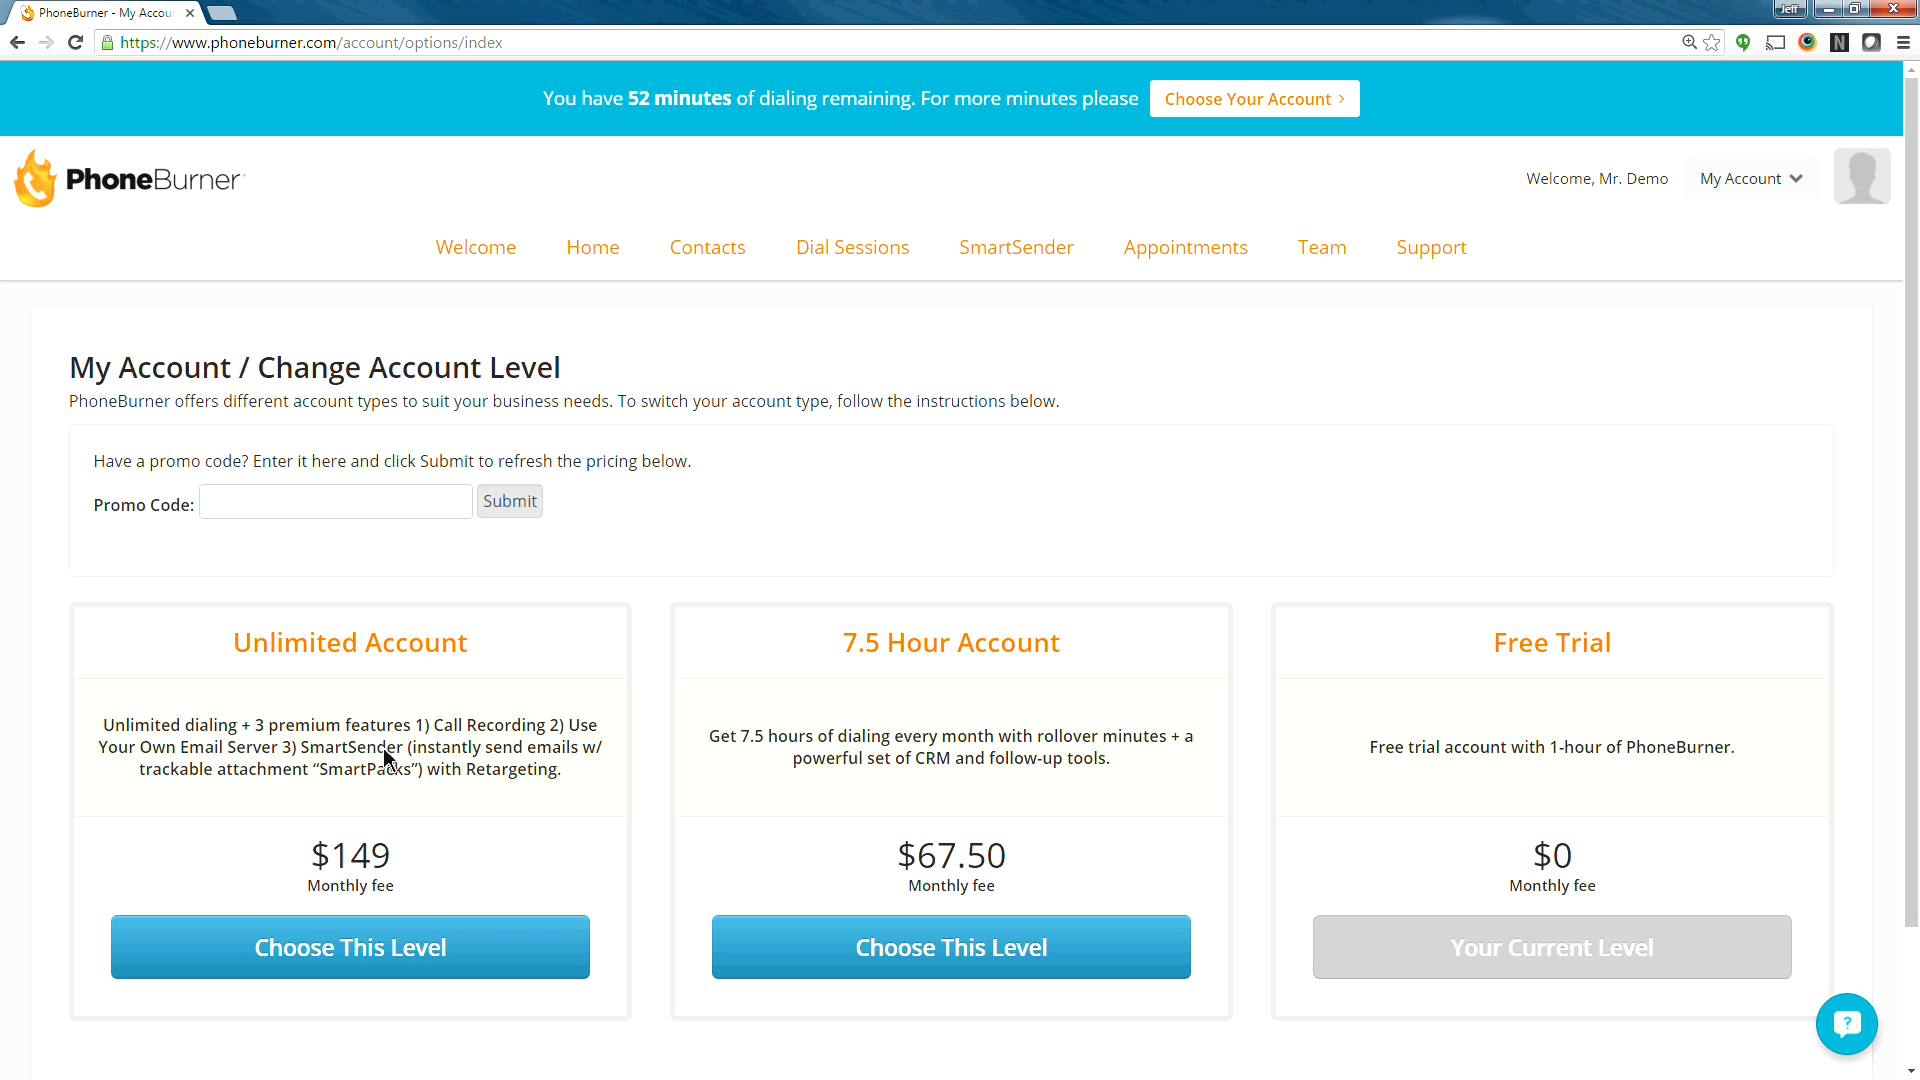 PhoneBurner - My Accou
Jeff
https://www.phoneburner.com/account/options/index
You have 52 minutes of dialing remaining. For more minutes please
Choose Your Account >
PhoneBurner
Welcome, Mr. Demo
My Account
Welcome
Home
Contacts
Dial Sessions
SmartSender
Appointments
Team
Support
My Account / Change Account Level
PhoneBurner offers different account types to suit your business needs. To switch your account type, follow the instructions below.
Have a promo code? Enter it here and click Submit to refresh the pricing below.
Promo Code:
Submit
Unlimited Account
Unlimited dialing + 3 premium features 1) Call Recording 2) Use
Your Own Email Server 3) SmartSender (instantly send emails w/
trackable attachment “SmartPacks”) with Retargeting.
$149
Monthly fee
Choose This Level
7.5 Hour Account
Get 7.5 hours of dialing every month with rollover minutes + a
powerful set of CRM and follow-up tools.
$67.50
Monthly fee
Choose This Level
Free Trial
Free trial account with 1-hour of PhoneBurner.
$0
Monthly fee
Your Current Level